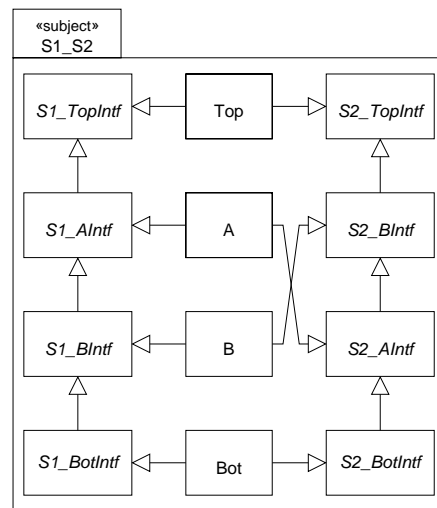 «subject»
S1_S2
S1_TopIntf
Top
S2_TopIntf
S1_AIntf
A
S2_BIntf
S1_BIntf
B
S2_AIntf
S1_BotIntf
Bot
S2_BotIntf